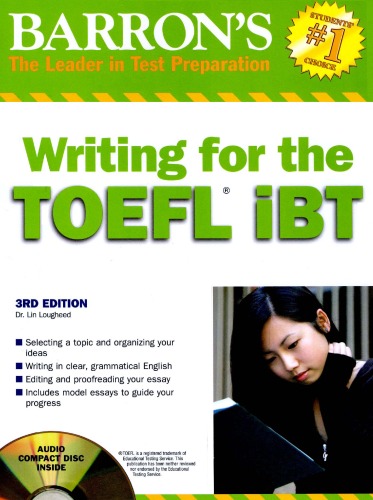 BARRON'S
The Leader in Test Preparation
STUDENTS'
#1
CHOICE
Writing for the
TOEFL® iBT
3RD EDITION
Dr. Lin Lougheed
■ Selecting a topic and organizing your
ideas
■ Writing in clear, grammatical English
■ Editing and proofreading your essay
■ Includes model essays to guide your
progress
AUDIO
COMPACT DISC
INSIDE
®TOEFL is a registered trademark of
Educational Testing Service. This
publication has been neither reviewed
nor endorsed by the Educational
Testing Service.